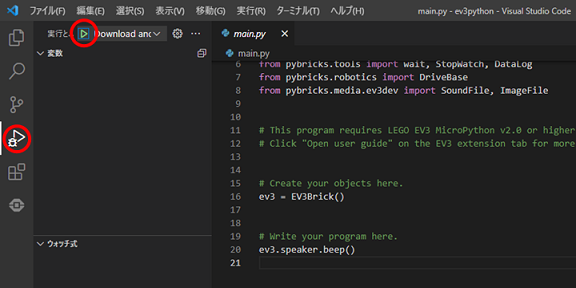 ファイル(F) 編集(E) 選択(S) 表示(V) 移動(G) 実行(R) ターミナル(T) ヘルプ(H) main.py - ev3python - Visual Studio Code
実行と Download and
変数
ウォッチ式
main.py
main.py
6 from pybricks.tools import wait, StopWatch, DataLog
7 from pybricks.robotics import DriveBase
8 from pybricks.media.ev3dev import SoundFile, ImageFile
9
10
11 # This program requires LEGO EV3 MicroPython v2.0 or higher
12 # Click "Open user guide" on the EV3 extension tab for more
13
14
15 # Create your objects here.
16 ev3 = EV3Brick()
17
18
19 # Write your program here.
20 ev3.speaker.beep()
21